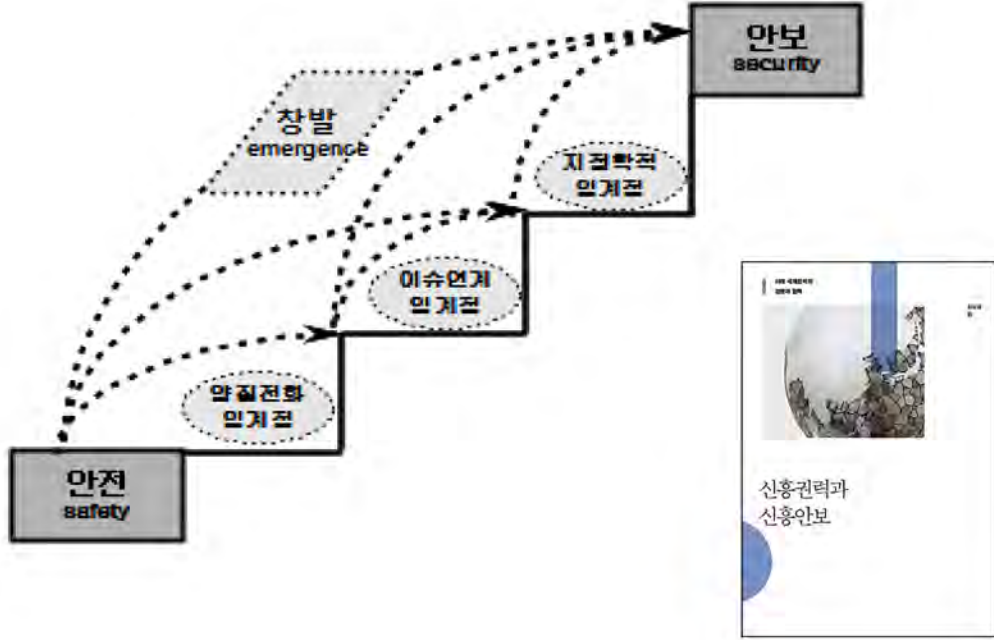 안보
security
창발
emergence
지정학적
임계점
이슈연계
임계점
양질전화
임계점
안전
safety
신흥권력과
신흥안보